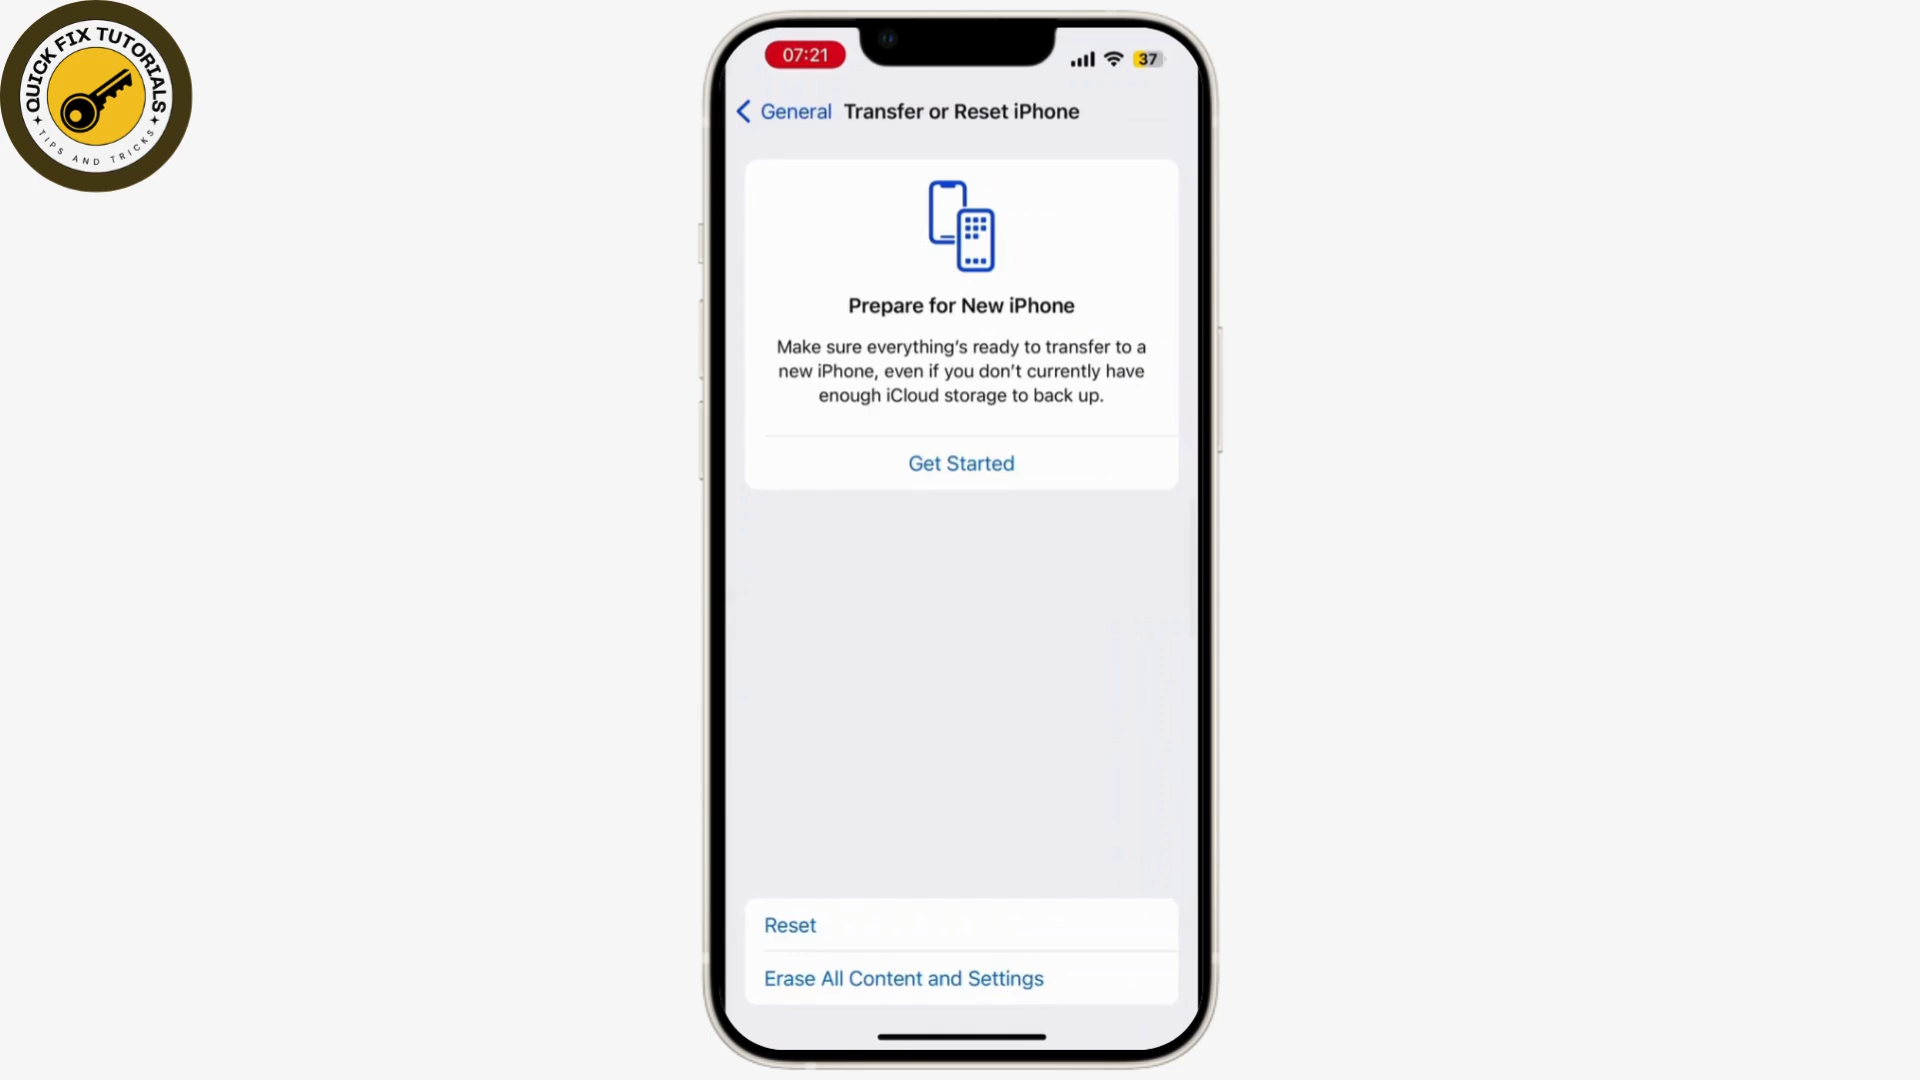 QUICK FIX TUTORIALS
TIPS AND TRICKS
07:21
37
General Transfer or Reset iPhone
Prepare for New iPhone
Make sure everything's ready to transfer to a
new iPhone, even if you don't currently have
enough iCloud storage to back up.
Get Started
Reset
Erase All Content and Settings